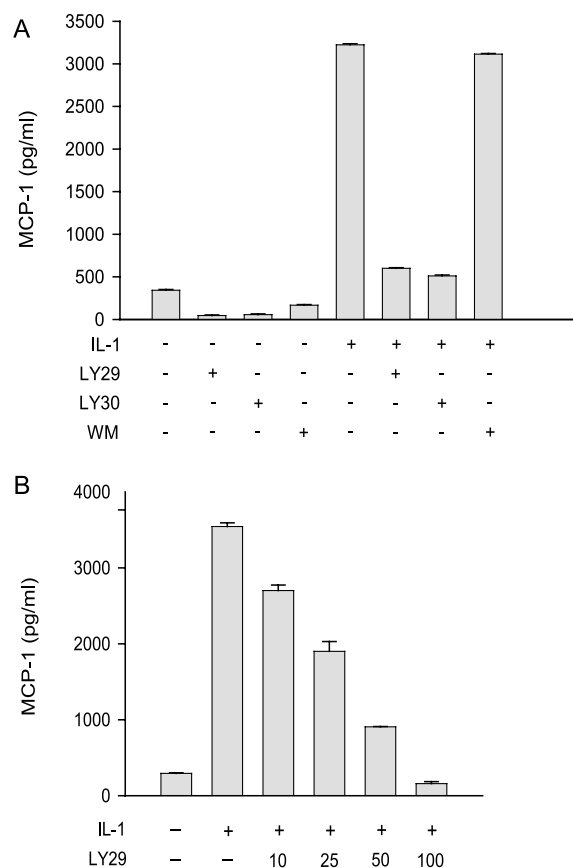 A
MCP-1 (pg/ml)
3500
3000
2500
2000
1500
1000
500
0
IL-1 - - - - + + + +
LY29 - + - - - + - -
LY30 - - + - - - + -
WM - - - + - - - +
B
MCP-1 (pg/ml)
4000
3000
2000
1000
0
IL-1 – + + + + +
LY29 – – 10 25 50 100